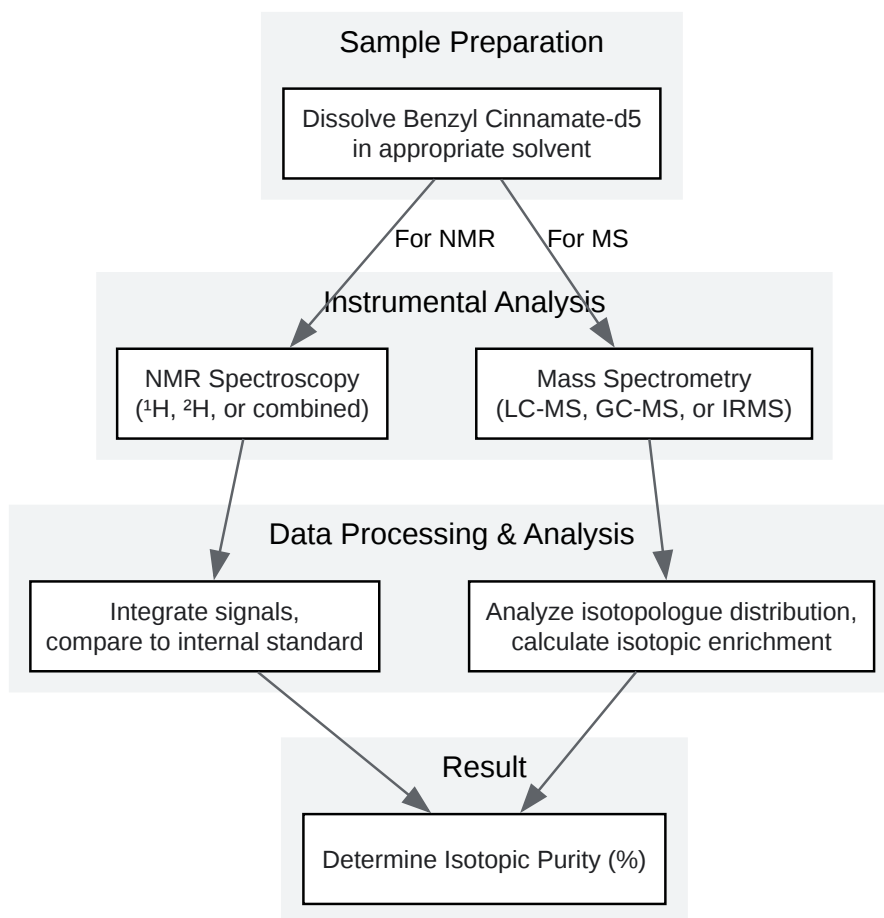 Sample Preparation
Dissolve Benzyl Cinnamate-d5
in appropriate solvent
For NMR
For MS
Instrumental Analysis
NMR Spectroscopy
(¹H, ²H, or combined)
Mass Spectrometry
(LC-MS, GC-MS, or IRMS)
Data Processing & Analysis
Integrate signals,
compare to internal standard
Analyze isotopologue distribution,
calculate isotopic enrichment
Result
Determine Isotopic Purity (%)